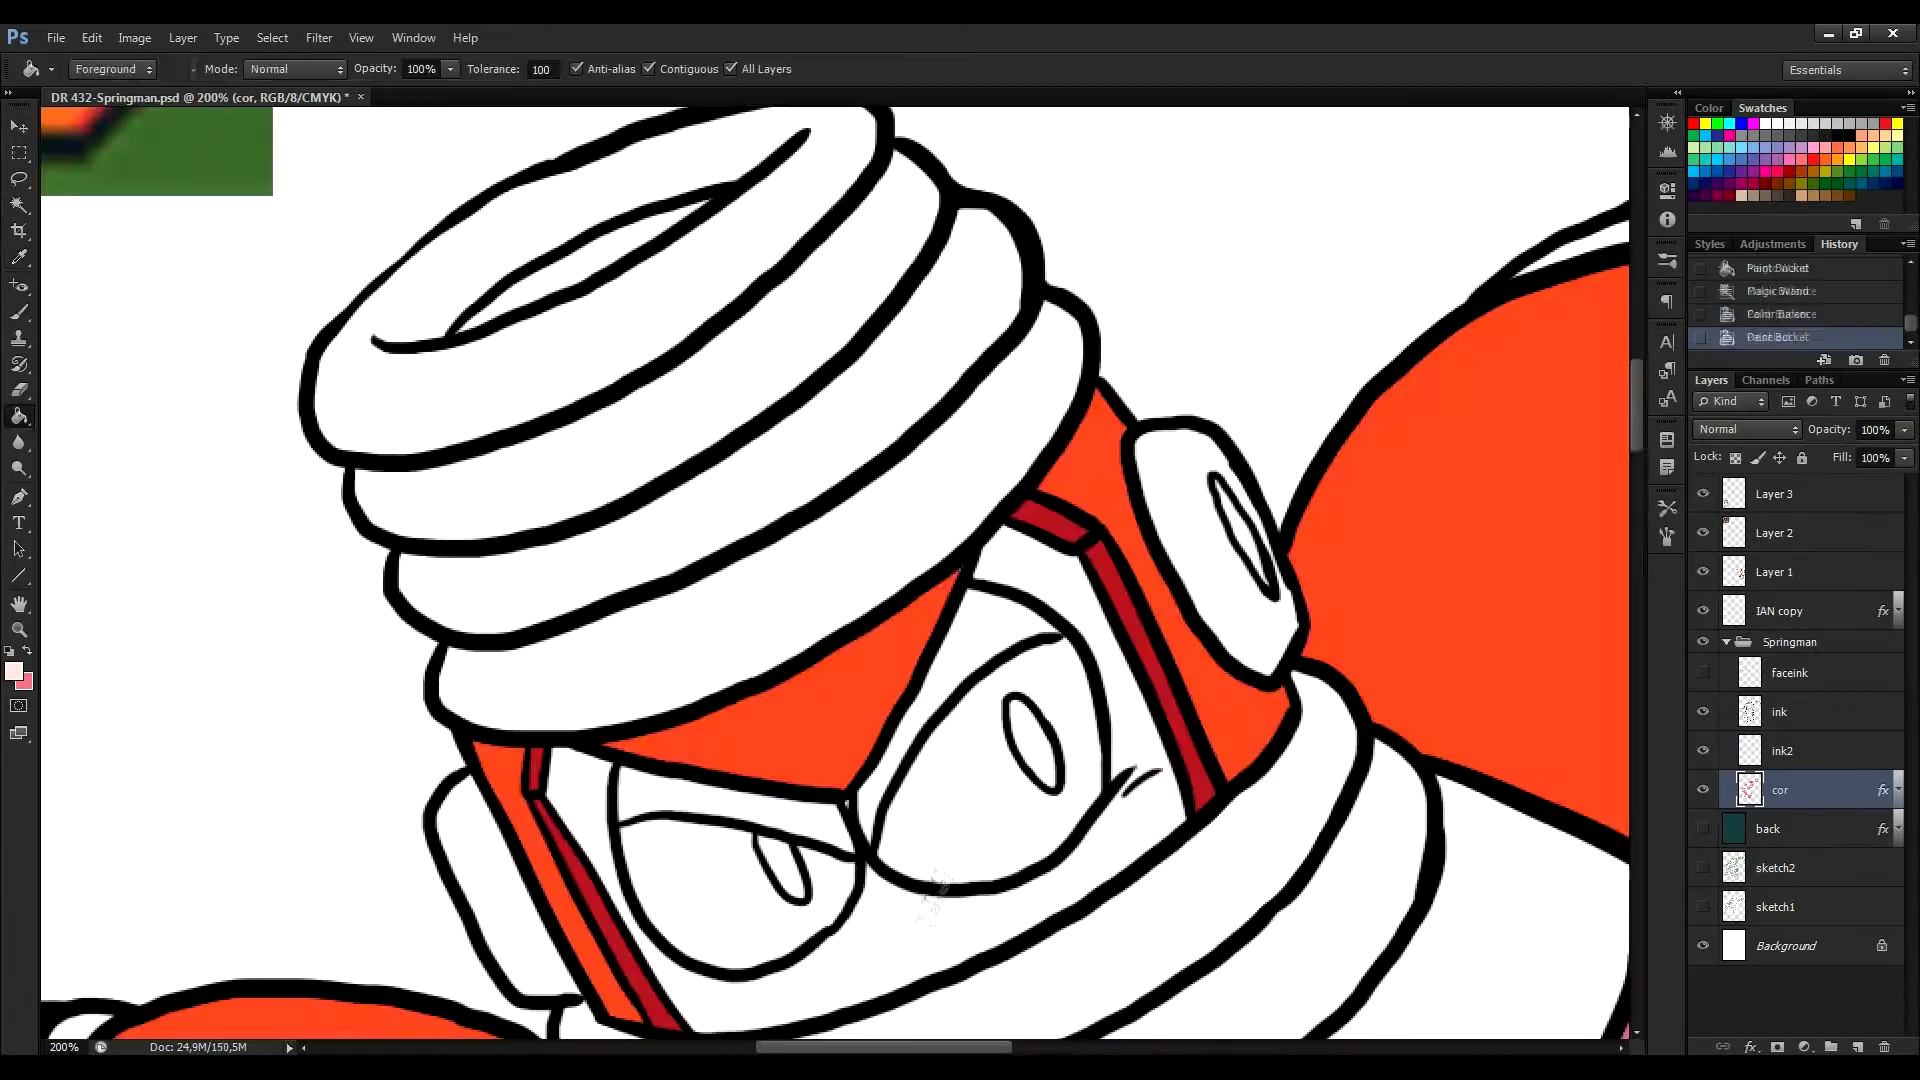 Ps File Edit Image Layer Type Select Filter View Window Help
Foreground Mode: Normal Opacity: 100% Tolerance: 100 Anti-alias Contiguous All Layers Essentials
DR 432-Springman.psd @ 200% (cor, RGB/8/CMYK) * ×
Color Swatches
Styles Adjustments History
Paint Bucket
Magic Wand
Color Balance
Layers Channels Paths
Kind
Normal Opacity: 100%
Lock: Fill: 100%
Layer 3
Layer 2
Layer 1
IAN copy fx
Springman
faceink
ink
ink2
cor fx
back fx
sketch2
sketch1
Background
200% Doc: 24,9M/150,5M